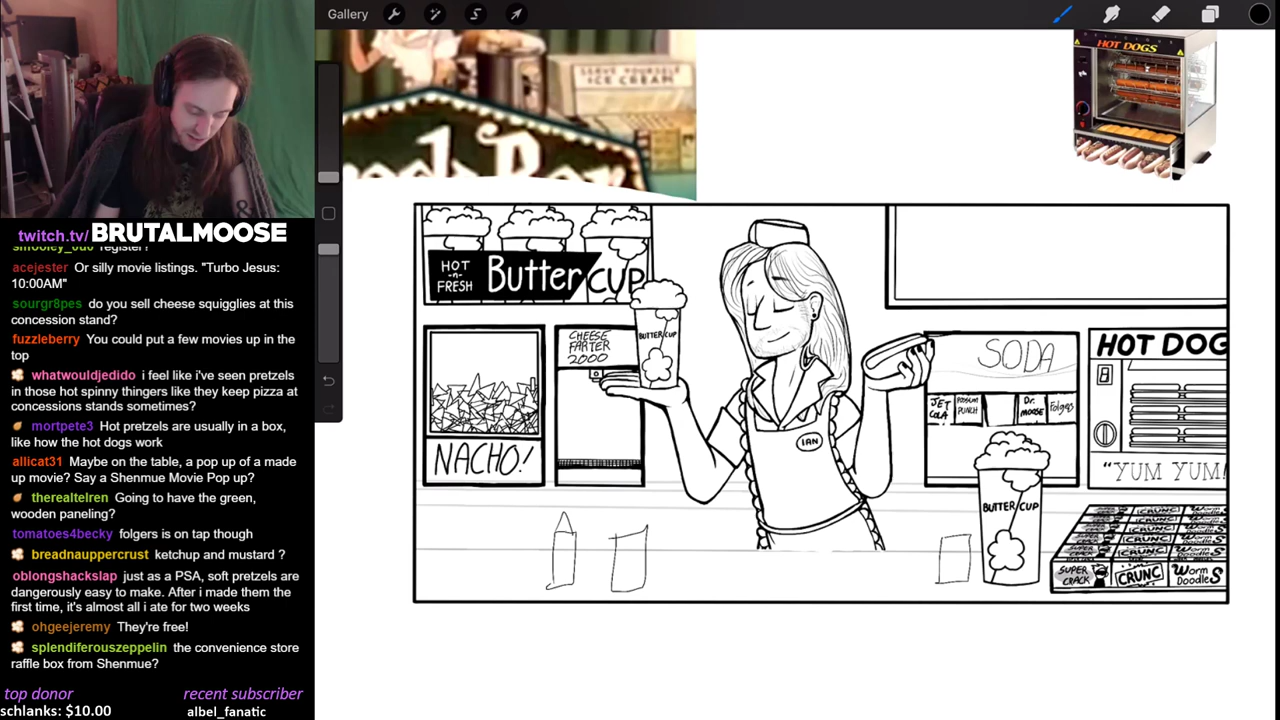 Gallery
SERVE YOURSELF
ICE CREAM
HOT DOGS
twitch.tv/BRUTALMOOSE
register?
acejester Or silly movie listings. "Turbo Jesus:
10:00AM"
sourgr8pes do you sell cheese squigglies at this
concession stand?
fuzzleberry You could put a few movies up in the
top
whatwouldjedido i feel like i've seen pretzels
in those hot spinny thingers like they keep pizza at
concessions stands sometimes?
mortpete3 Hot pretzels are usually in a box,
like how the hot dogs work
allicat31 Maybe on the table, a pop up of a made
up movie? Say a Shenmue Movie Pop up?
therealtelren Going to have the green,
wooden paneling?
tomatoes4becky folgers is on tap though
breadnauppercrust ketchup and mustard ?
oblongshackslap just as a PSA, soft pretzels are
dangerously easy to make. After i made them the
first time, it's almost all i ate for two weeks
ohgeejeremy They're free!
splendiferouszeppelin the convenience store
raffle box from Shenmue?
top donor
schlanks: $10.00
recent subscriber
albel_fanatic
HOT
-n-
FRESH
Butter CUP
CHEESE
FARTER
2000
BUTTER CUP
NACHO!
IAN
SODA
JET
COLA
POSSUM
PUNCH
Dr.
MOOSE
Folgers
HOT DOG
"YUM YUM!
BUTTER CUP
SUPER
CRACK
CRUNC
Worm
DoodleS